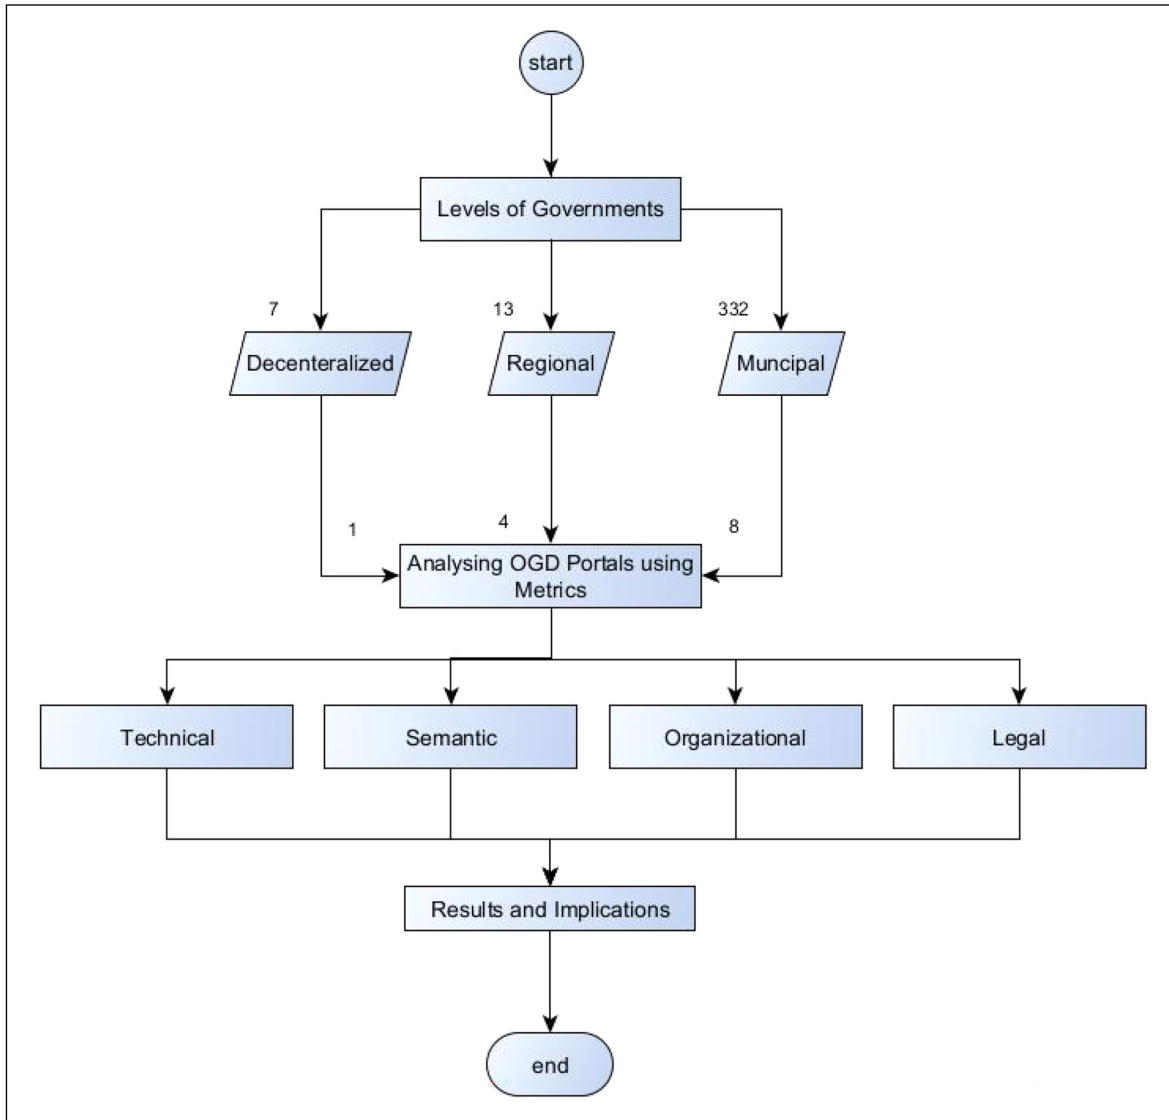 start
Levels of Governments
7
13
332
Decenteralized
Regional
Muncipal
1
4
8
Analysing OGD Portals using
Metrics
Technical
Semantic
Organizational
Legal
Results and Implications
end